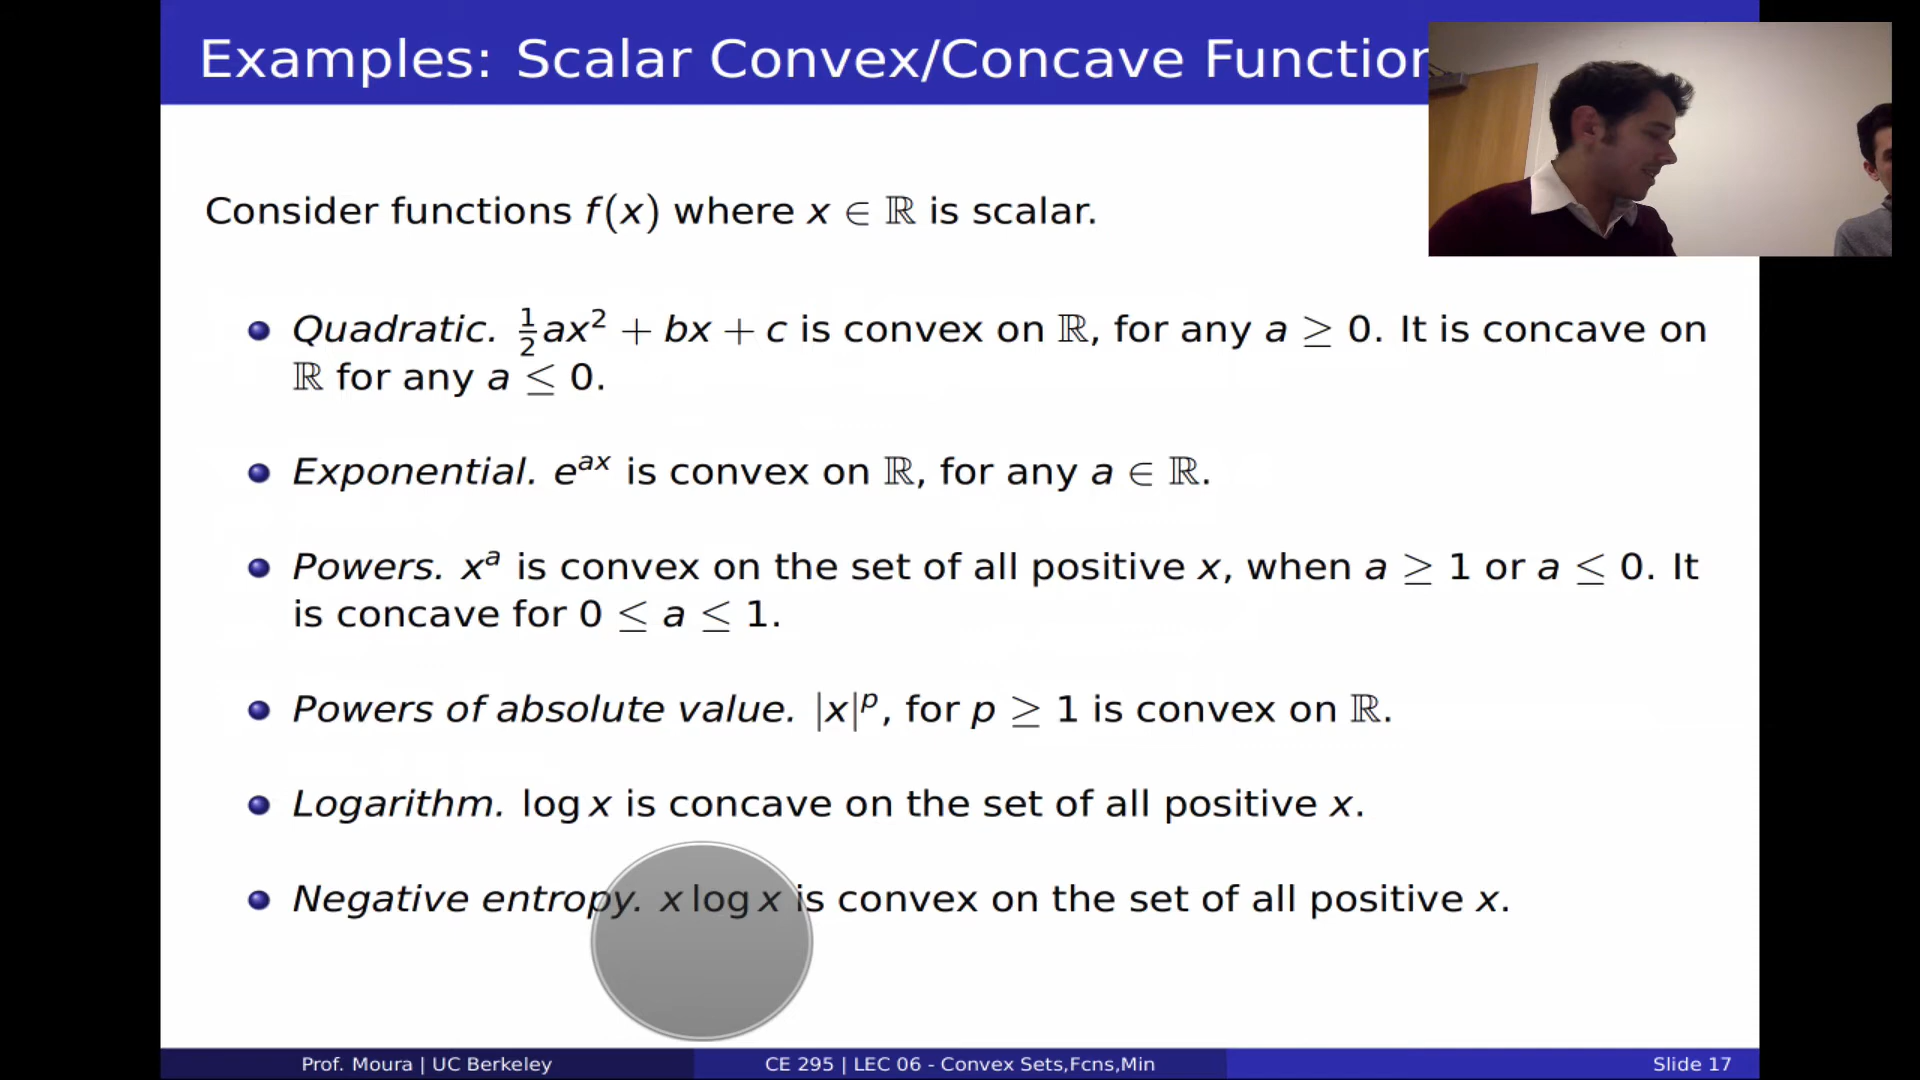 Examples: Scalar Convex/Concave Function
Consider functions f(x) where x ∈ ℝ is scalar.
Quadratic. ½ax² + bx + c is convex on ℝ, for any a ≥ 0. It is concave on
ℝ for any a ≤ 0.
Exponential. eᵃˣ is convex on ℝ, for any a ∈ ℝ.
Powers. xᵃ is convex on the set of all positive x, when a ≥ 1 or a ≤ 0. It
is concave for 0 ≤ a ≤ 1.
Powers of absolute value. |x|ᵖ, for p ≥ 1 is convex on ℝ.
Logarithm. log x is concave on the set of all positive x.
Negative entropy. x log x is convex on the set of all positive x.
Prof. Moura | UC Berkeley
CE 295 | LEC 06 - Convex Sets,Fcns,Min
Slide 17